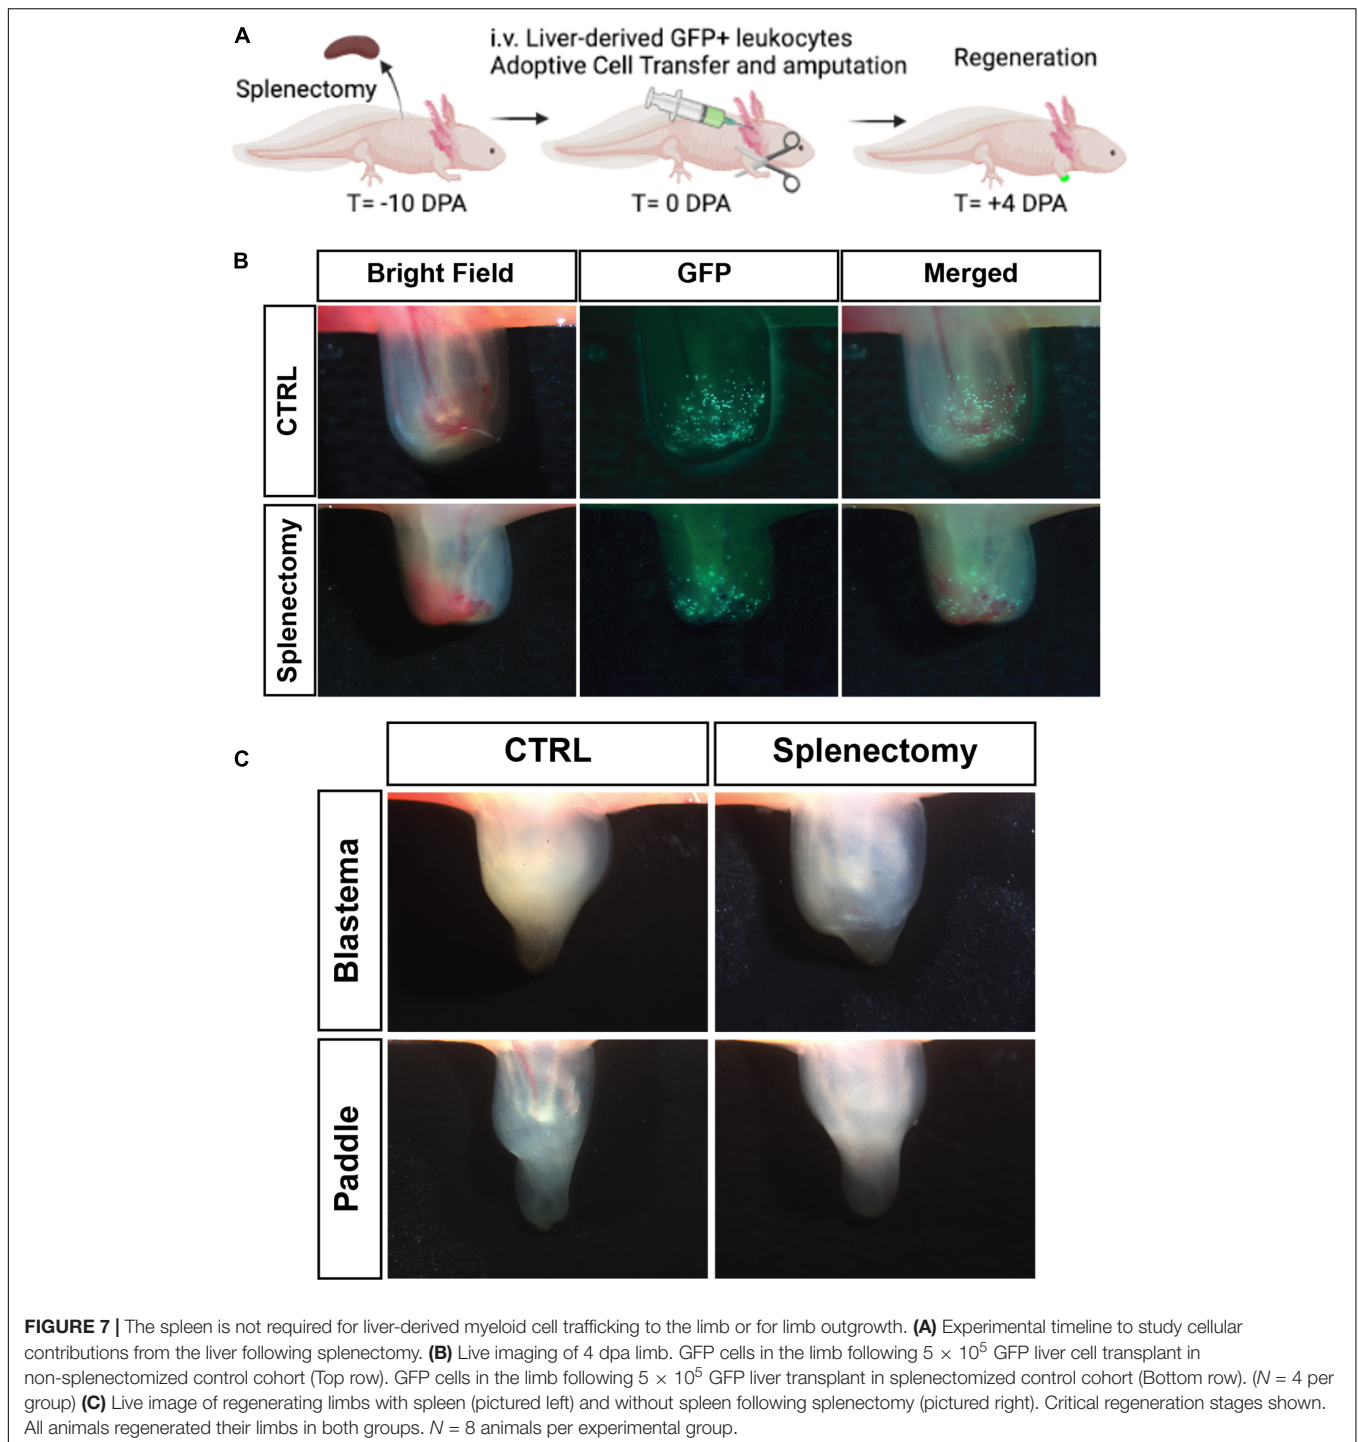 A
Splenectomy
i.v. Liver-derived GFP+ leukocytes
Adoptive Cell Transfer and amputation
Regeneration
T= -10 DPA
T= 0 DPA
T= +4 DPA
B
Bright Field
GFP
Merged
CTRL
Splenectomy
C
CTRL
Splenectomy
Blastema
Paddle
FIGURE 7 | The spleen is not required for liver-derived myeloid cell trafficking to the limb or for limb outgrowth. (A) Experimental timeline to study cellular
contributions from the liver following splenectomy. (B) Live imaging of 4 dpa limb. GFP cells in the limb following 5 × 10⁵ GFP liver cell transplant in
non-splenectomized control cohort (Top row). GFP cells in the limb following 5 × 10⁵ GFP liver transplant in splenectomized control cohort (Bottom row). (N = 4 per
group) (C) Live image of regenerating limbs with spleen (pictured left) and without spleen following splenectomy (pictured right). Critical regeneration stages shown.
All animals regenerated their limbs in both groups. N = 8 animals per experimental group.